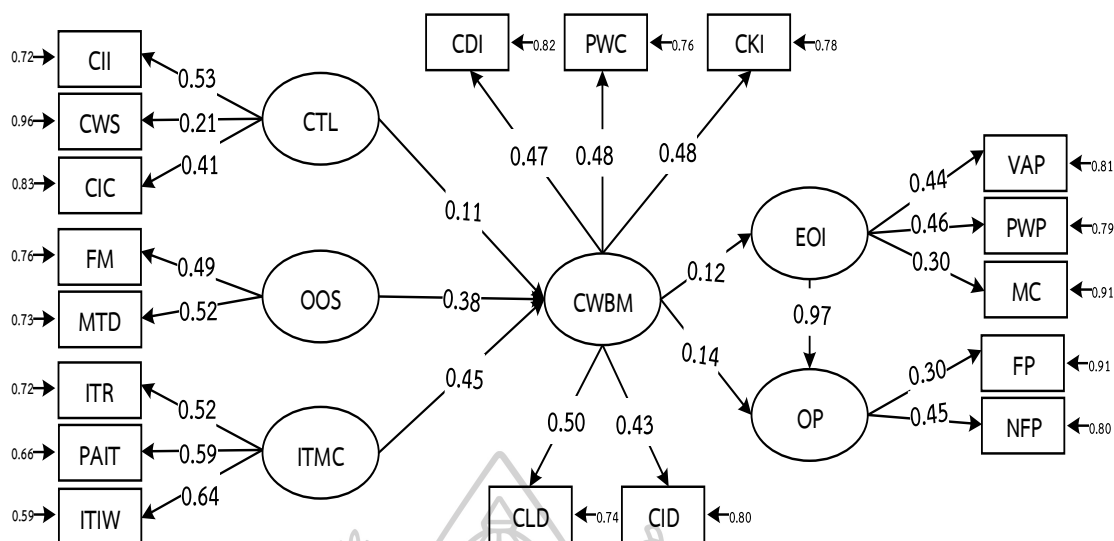 CDI
0.82
PWC
0.76
CKI
0.78
0.72
CII
0.53
0.96
CWS
0.21
CTL
0.83
CIC
0.41
0.47
0.48
0.48
0.11
VAP
0.81
0.44
PWP
0.79
0.46
EOI
0.30
MC
0.91
0.76
FM
0.49
OOS
0.73
MTD
0.52
0.38
CWBM
0.12
0.97
0.14
0.72
ITR
0.52
0.66
PAIT
0.59
ITMC
0.59
ITIW
0.64
0.45
0.50
0.43
OP
0.30
FP
0.91
0.45
NFP
0.80
CLD
0.74
CID
0.80